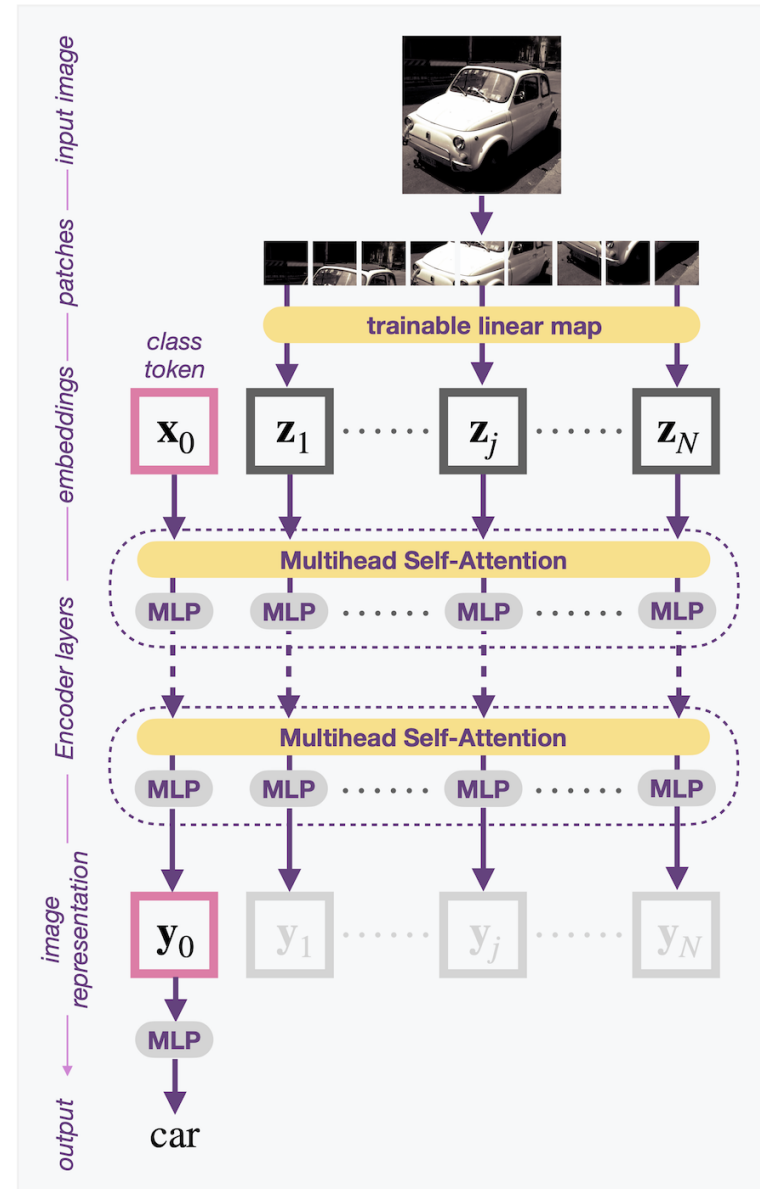 input image
patches
embeddings
Encoder layers
image
representation
output
trainable linear map
class
token
x0
z1 ...... zj ...... zN
Multihead Self-Attention
MLP MLP ...... MLP ...... MLP
Multihead Self-Attention
MLP MLP ...... MLP ...... MLP
y0 y1 ...... yj ...... yN
MLP
car